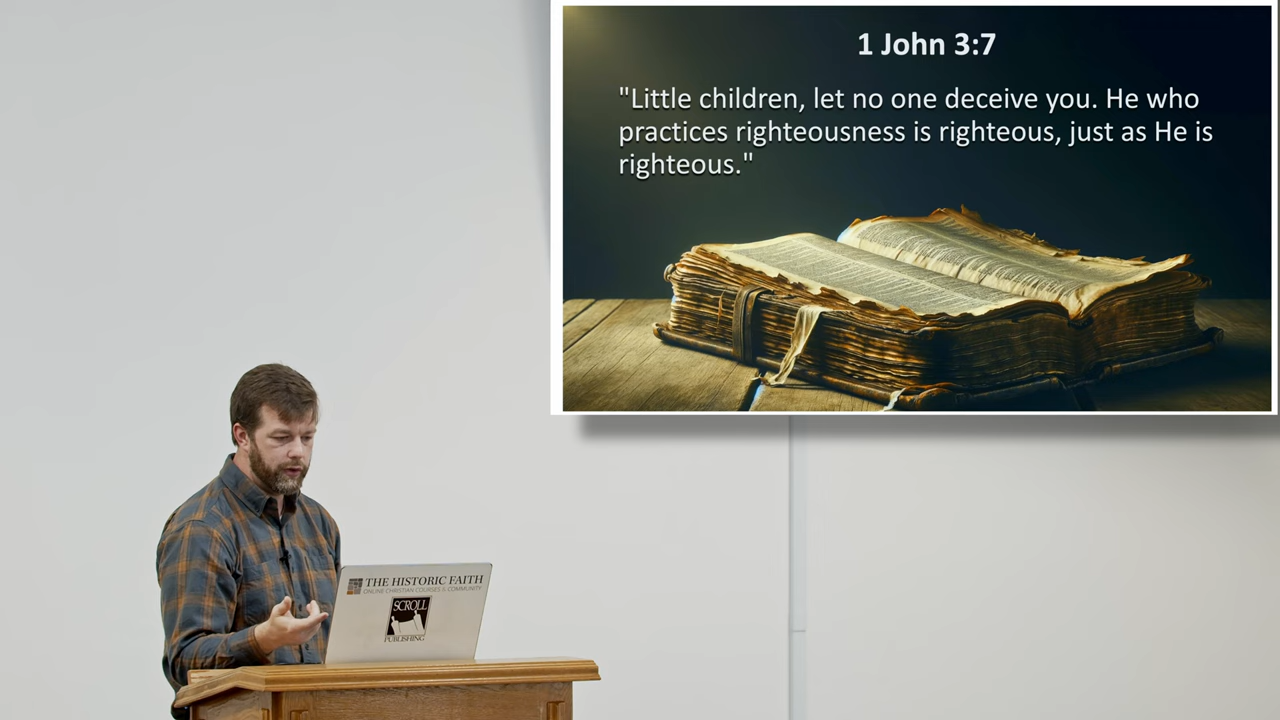 1 John 3:7
"Little children, let no one deceive you. He who
practices righteousness is righteous, just as He is
righteous."
THE HISTORIC FAITH
ONLINE CHRISTIAN COURSES & COMMUNITY
SCROLL
PUBLISHING